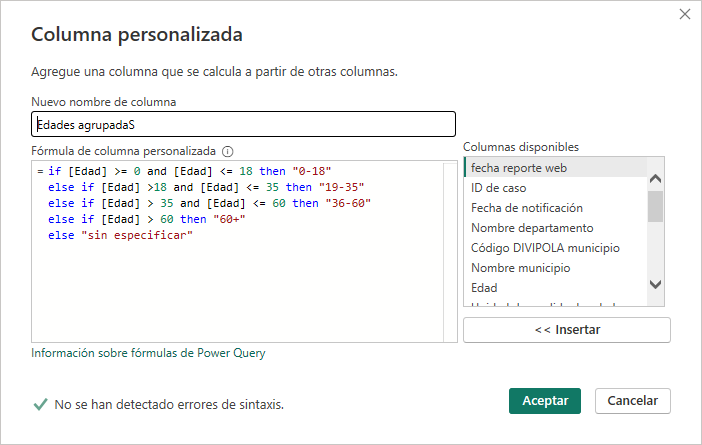 Columna personalizada
Agregue una columna que se calcula a partir de otras columnas.
Nuevo nombre de columna
Edades agrupadaS
Fórmula de columna personalizada
= if [Edad] >= 0 and [Edad] <= 18 then "0-18"
else if [Edad] >18 and [Edad] <= 35 then "19-35"
else if [Edad] > 35 and [Edad] <= 60 then "36-60"
else if [Edad] > 60 then "60+"
else "sin especificar"
Columnas disponibles
fecha reporte web
ID de caso
Fecha de notificación
Nombre departamento
Código DIVIPOLA municipio
Nombre municipio
Edad
<< Insertar
Información sobre fórmulas de Power Query
No se han detectado errores de sintaxis.
Aceptar
Cancelar